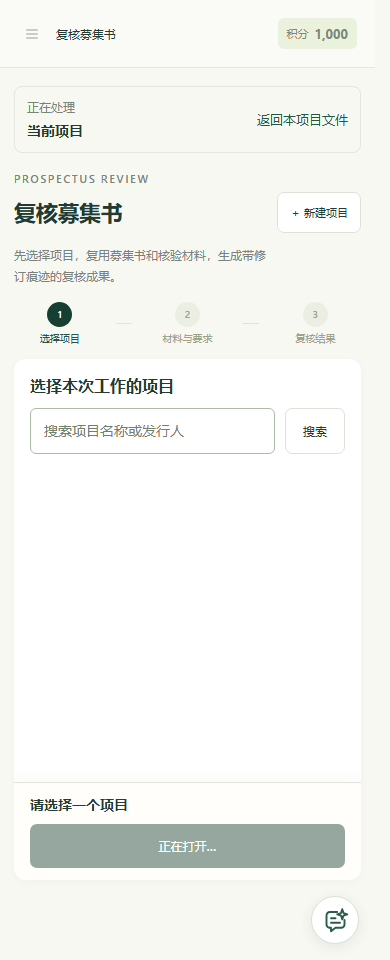 复核募集书
积分 1,000
正在处理
当前项目
返回本项目文件
PROSPECTUS REVIEW
复核募集书
+ 新建项目
先选择项目，复用募集书和核验材料，生成带修
订痕迹的复核成果。
1
选择项目
2
材料与要求
3
复核结果
选择本次工作的项目
搜索项目名称或发行人
搜索
请选择一个项目
正在打开...